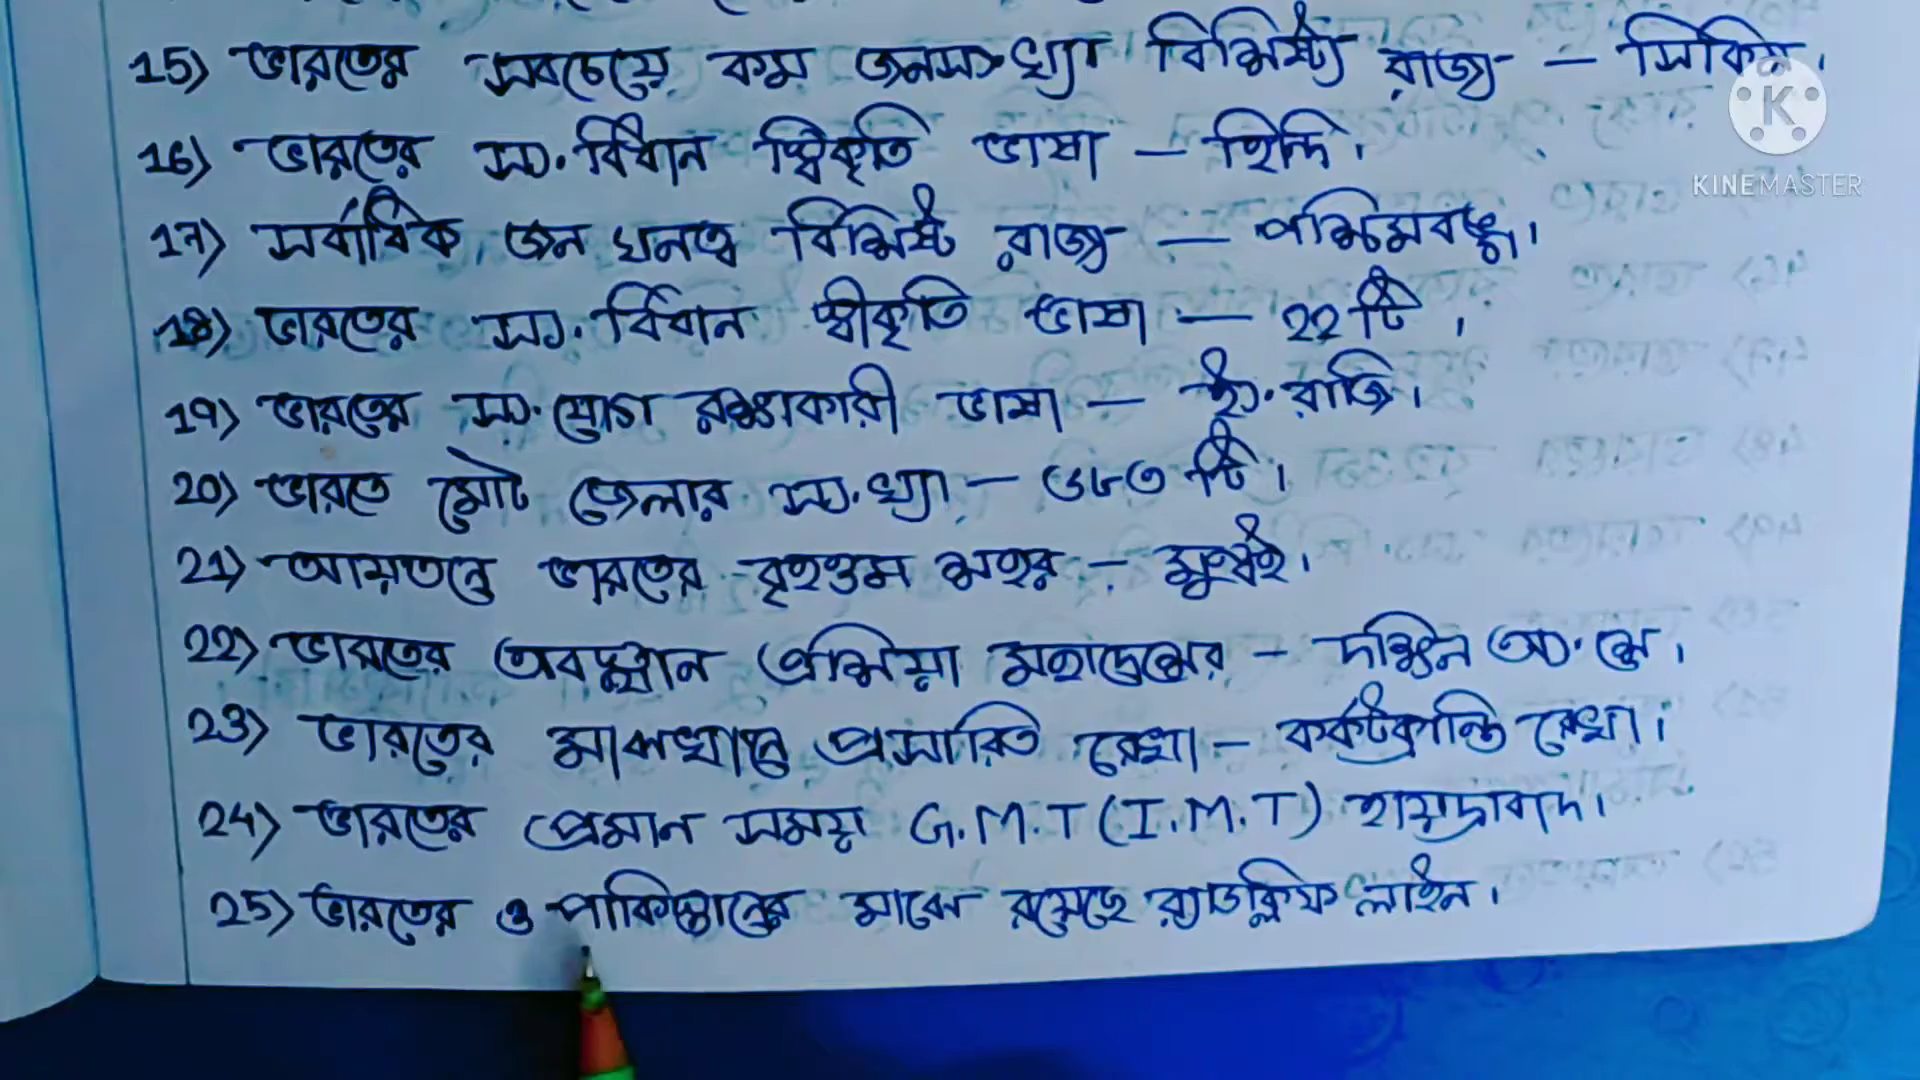 15) ভারতের সবচেয়ে কম জনসংখ্যা বিশিষ্ট্য রাজ্য – সিকিম।
16) ভারতের সং.বিধান স্বিকৃতি ভাষা – হিন্দি।
KINEMASTER
17) সর্বাধিক জন ঘনত্ব বিশিষ্ট রাজ্য – পশ্চিমবঙ্গ।
18) ভারতের সং.বিধান স্বীকৃতি ভাষা – ২২ টি।
19) ভারতের সং.যোগ রক্ষাকারী ভাষা – ইং.রাজি।
20) ভারতে মোট জেলার সং.খ্যা – ৬৮৩ টি।
21) আয়তনে ভারতের বৃহত্তম শহর – মুম্বই।
22) ভারতের অবস্থান এশিয়া মহাদেশের – দক্ষিন অং.শে।
23) ভারতের মাঝখানে প্রসারিত রেখা – কর্কটক্রান্তি রেখা।
24) ভারতের প্রমান সময় G.M.T (I.M.T) হায়দ্রাবাদ।
25) ভারতের ও পাকিস্তানের মাঝে রয়েছে র‍্যাডক্লিফ লাইন।